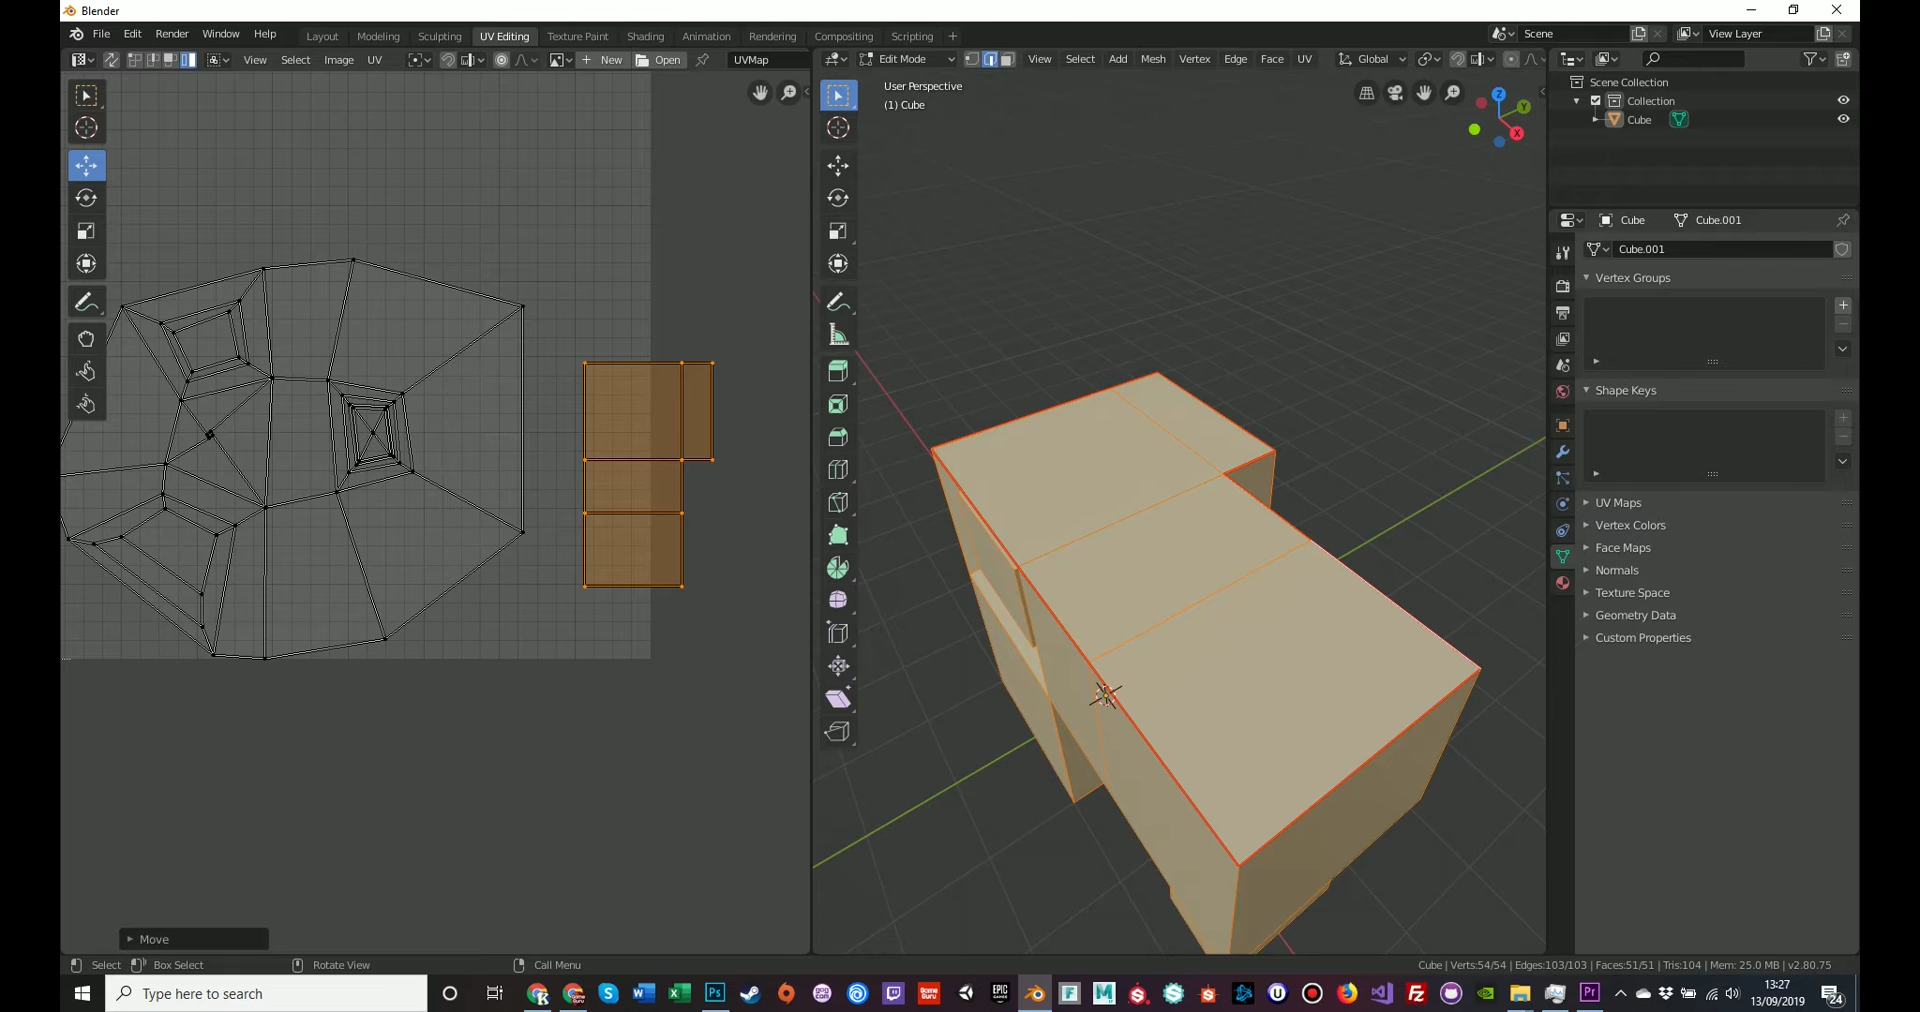 Blender
File Edit Render Window Help
Layout Modeling Sculpting UV Editing Texture Paint Shading Animation Rendering Compositing Scripting +
Scene
View Layer
View Select Image UV
New Open UVMap
Edit Mode View Select Add Mesh Vertex Edge Face UV Global
User Perspective
(1) Cube
Z
Y
X
Scene Collection
Collection
Cube
Cube Cube.001
Cube.001
Vertex Groups
Shape Keys
UV Maps
Vertex Colors
Face Maps
Normals
Texture Space
Geometry Data
Custom Properties
Move
Select Box Select Rotate View Call Menu
Cube | Verts:54/54 | Edges:103/103 | Faces:51/51 | Tris:104 | Mem: 25.0 MB | v2.80.75
Type here to search
13:27
13/09/2019
24